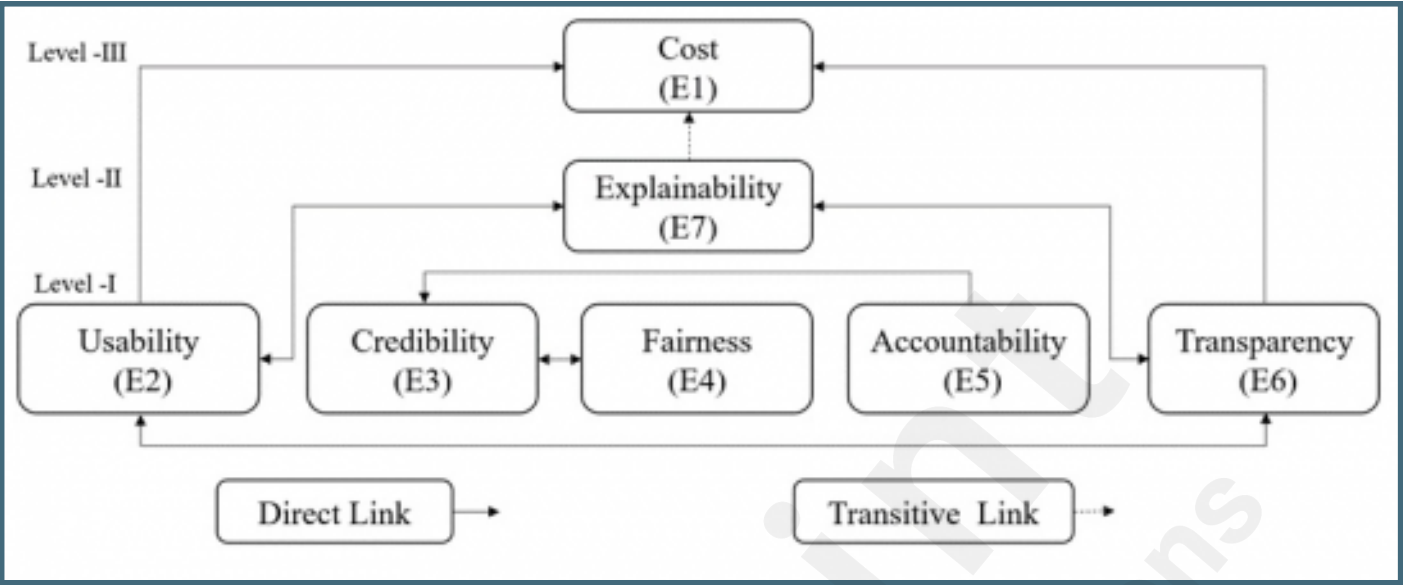 Level -III
Cost
(E1)
Level -II
Explainability
(E7)
Level -I
Usability
(E2)
Credibility
(E3)
Fairness
(E4)
Accountability
(E5)
Transparency
(E6)
Direct Link
Transitive Link